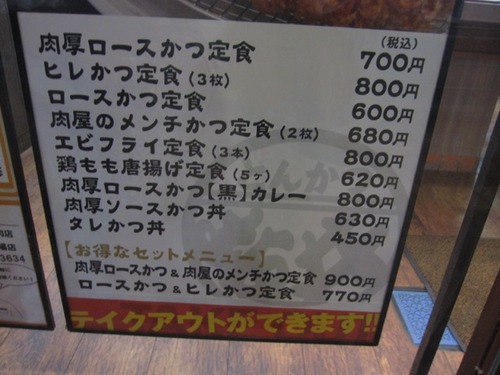 (税込)
肉厚ロースかつ定食 700円
ヒレかつ定食(3枚) 800円
ロースかつ定食 600円
肉屋のメンチかつ定食(2枚) 680円
エビフライ定食(3本) 800円
鶏もも唐揚げ定食(5ヶ) 620円
肉厚ロースかつ【黒】カレー 800円
肉厚ソースかつ丼 630円
タレかつ丼 450円
【お得なセットメニュー】
肉厚ロースかつ&肉屋のメンチかつ定食 900円
ロースかつ&ヒレかつ定食 770円
テイクアウトができます!!
3634